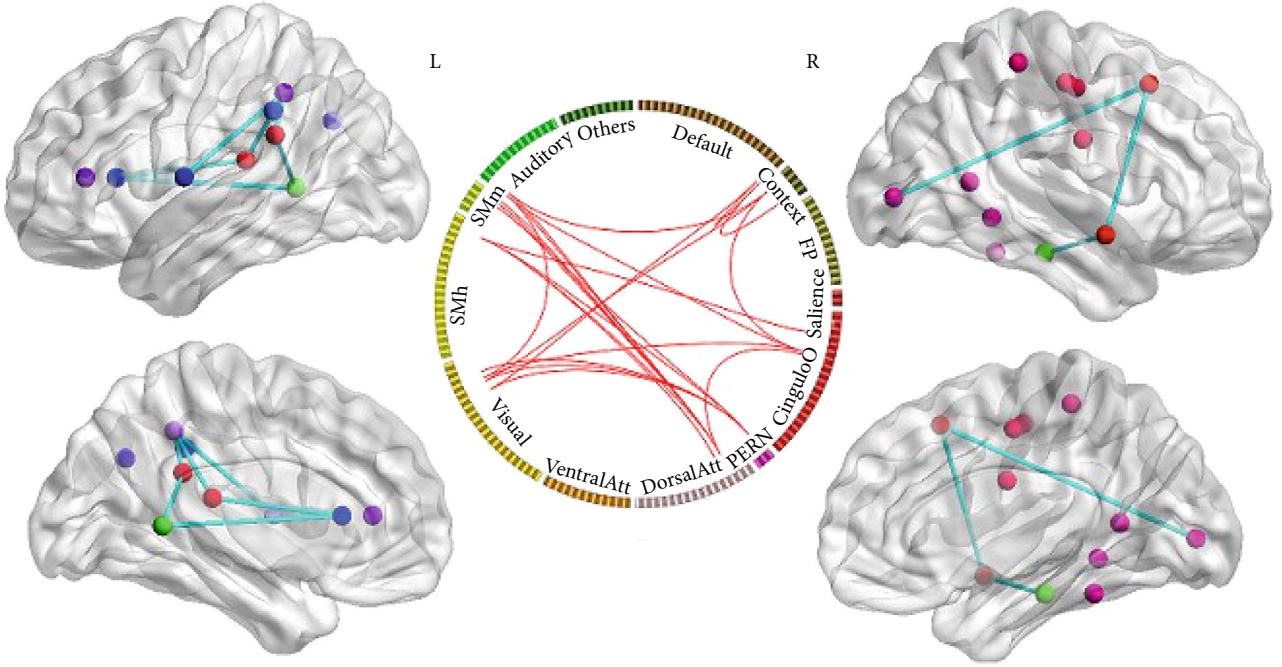 L
R
Auditory
Others
Default
Context
FP
Salience
CinguloO
PERN
DorsalAtt
VentralAtt
Visual
SMh
SMm